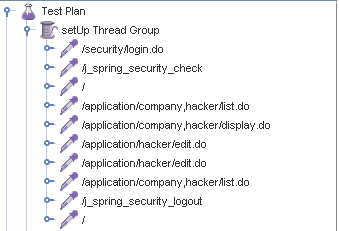 Test Plan
setUp Thread Group
/security/login.do
/j_spring_security_check
/
/application/company,hacker/list.do
/application/company,hacker/display.do
/application/hacker/edit.do
/application/hacker/edit.do
/application/company,hacker/list.do
/j_spring_security_logout
/